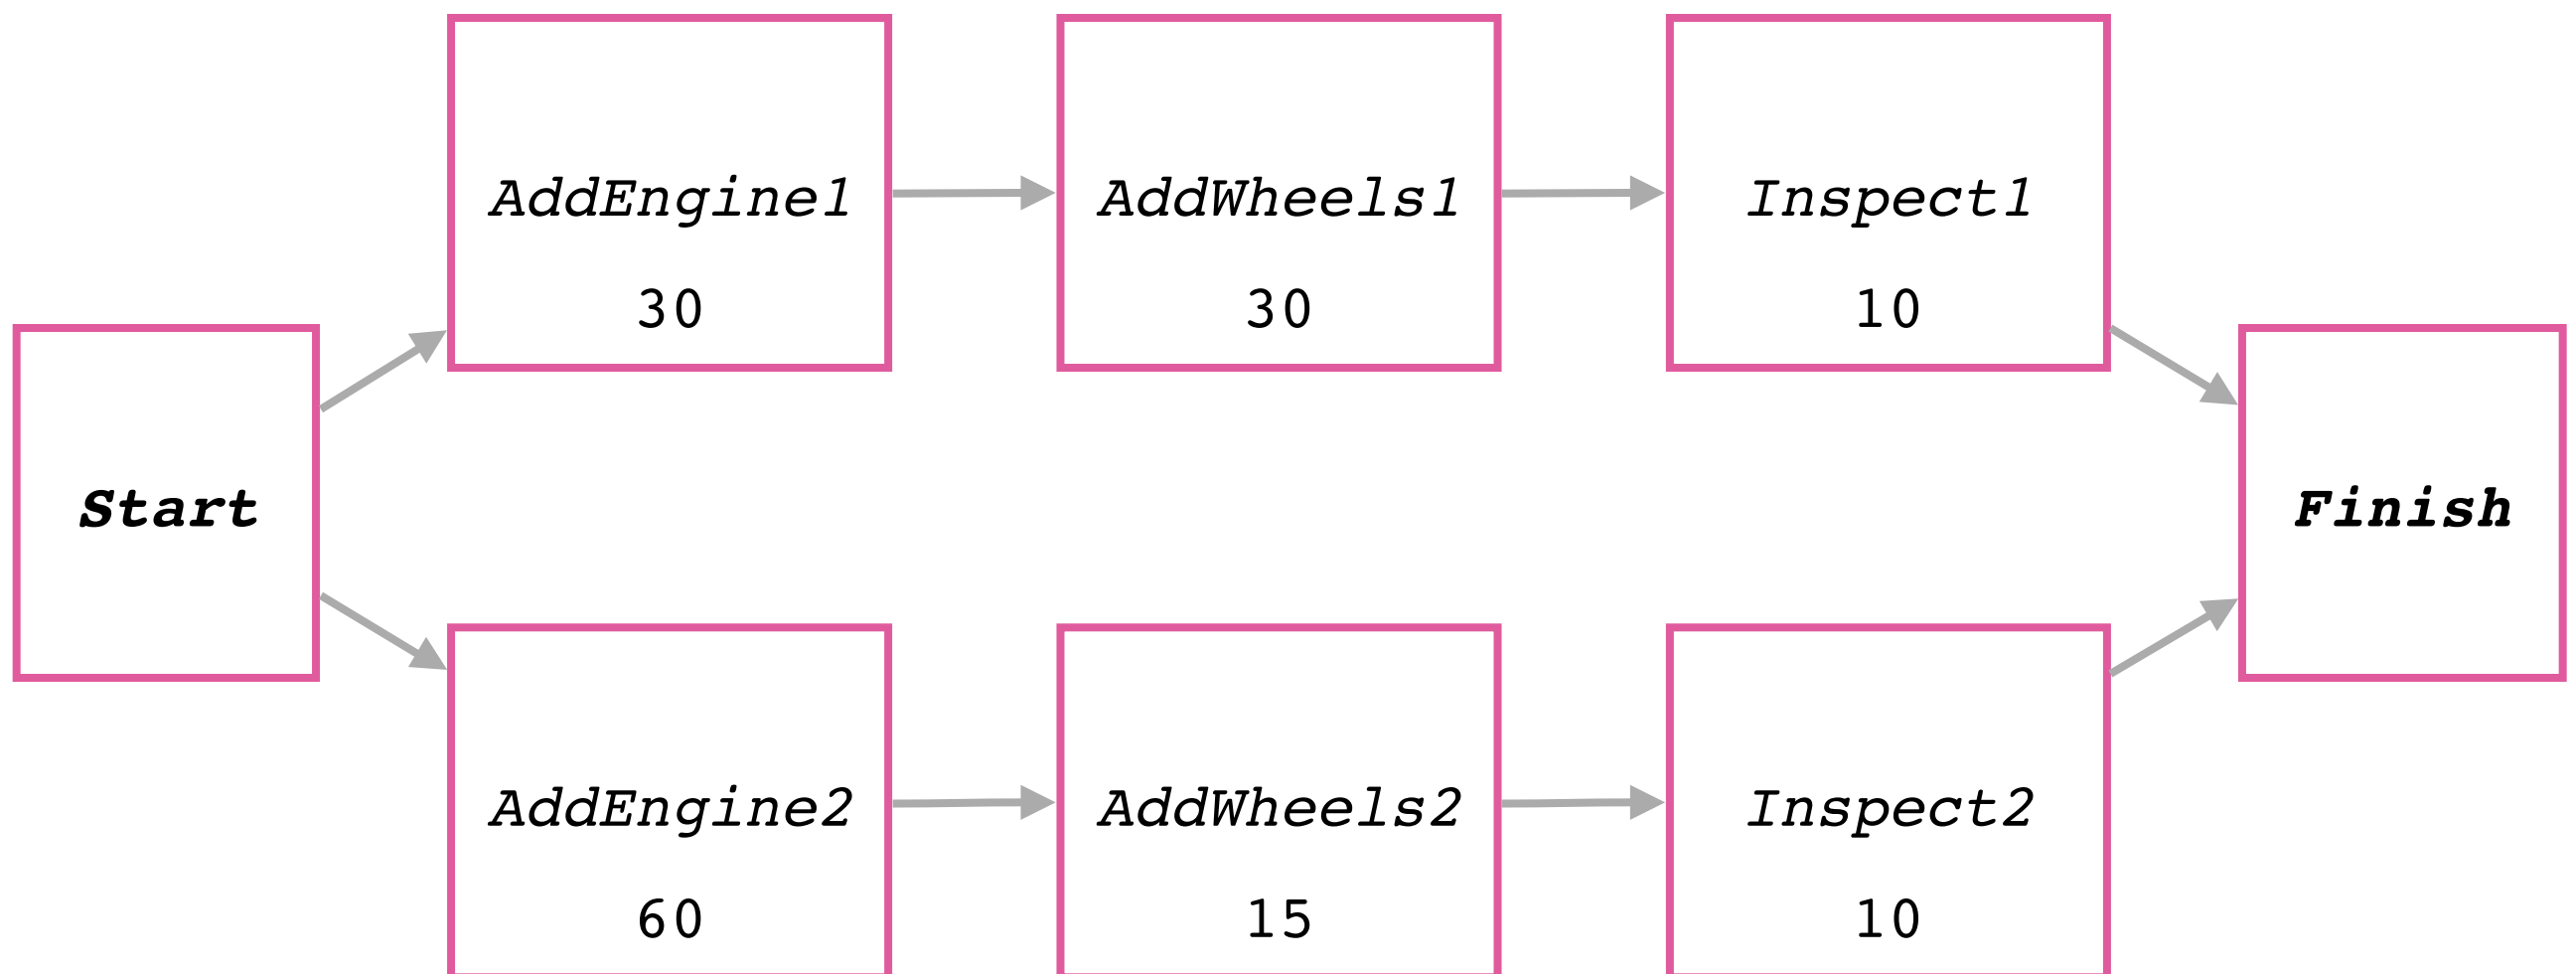 AddEngine1
30
AddWheels1
30
Inspect1
10
Start
Finish
AddEngine2
60
AddWheels2
15
Inspect2
10